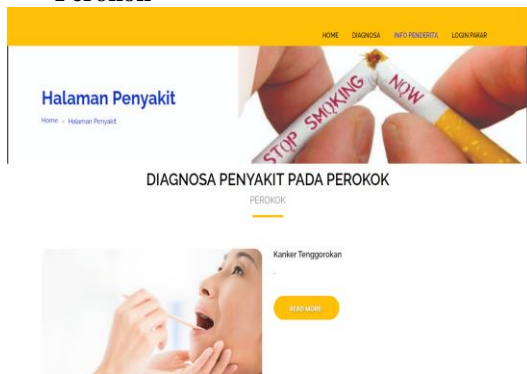 Perokok
HOME DIAGNOSA INFO PENDERITA LOGIN PAKAR
Halaman Penyakit
Home > Halaman Penyakit
STOP SMOKING NOW
DIAGNOSA PENYAKIT PADA PEROKOK
PEROKOK
Kanker Tenggorokan
READ MORE